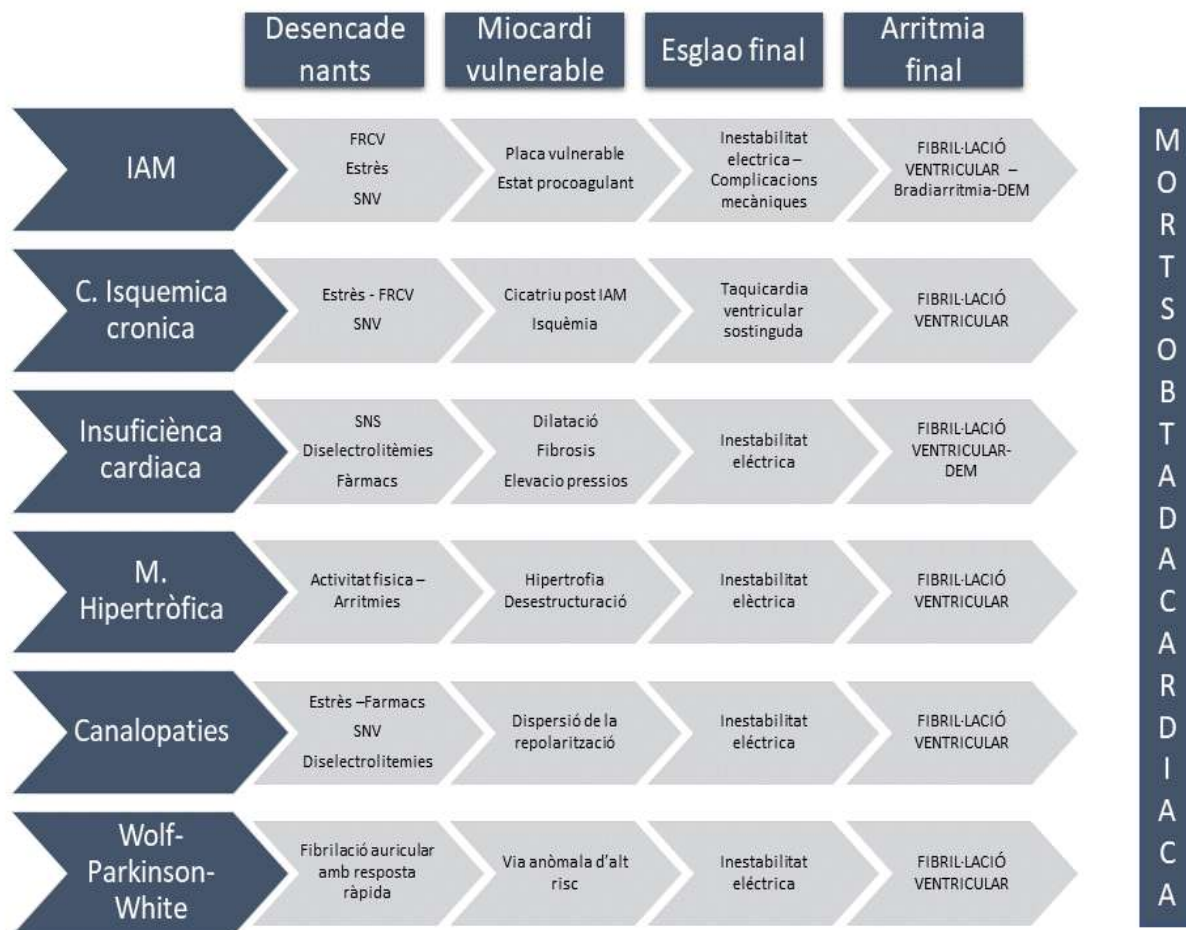 Desencade
nants
Miocardi
vulnerable
Esglao final
Arritmia
final
IAM
FRCV
Estrès
SNV
Placa vulnerable
Estat procoagulant
Inestabilitat
electrica –
Complicacions
mecàniques
FIBRIL·LACIÓ
VENTRICULAR –
Bradiarritmia-DEM
C. Isquemica
cronica
Estrès - FRCV
SNV
Cicatriu post IAM
Isquèmia
Taquicardia
ventricular
sostinguda
FIBRIL·LACIÓ
VENTRICULAR
Insuficiènca
cardiaca
SNS
Diselectrolitèmies
Fàrmacs
Dilatació
Fibrosis
Elevacio pressios
Inestabilitat
eléctrica
FIBRIL·LACIÓ
VENTRICULAR-
DEM
M.
Hipertròfica
Activitat fisica –
Arritmies
Hipertrofia
Desestructuració
Inestabilitat
elèctrica
FIBRIL·LACIÓ
VENTRICULAR
Canalopaties
Estrès –Farmacs
SNV
Diselectrolitemies
Dispersió de la
repolarització
Inestabilitat
eléctrica
FIBRIL·LACIÓ
VENTRICULAR
Wolf-
Parkinson-
White
Fibrilació auricular
amb resposta
ràpida
Via anòmala d'alt
risc
Inestabilitat
eléctrica
FIBRIL·LACIÓ
VENTRICULAR
MORTSOBTADACARDIACA